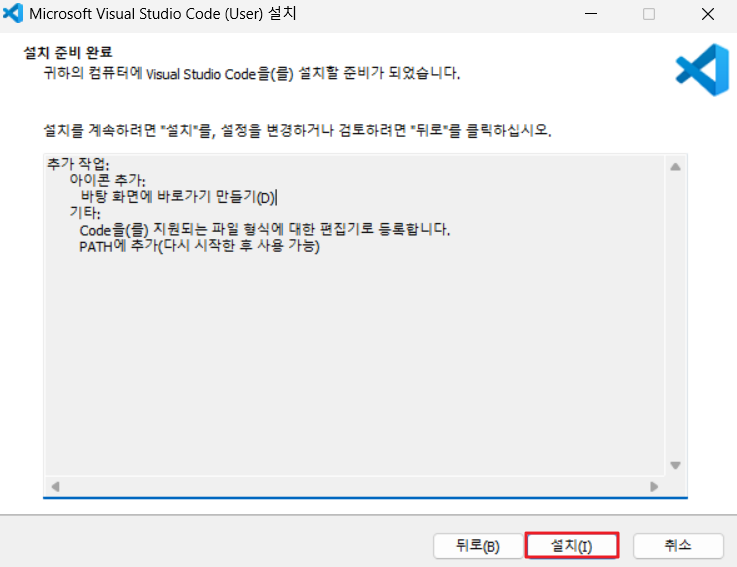 Microsoft Visual Studio Code (User) 설치
설치 준비 완료
귀하의 컴퓨터에 Visual Studio Code을(를) 설치할 준비가 되었습니다.
설치를 계속하려면 "설치"를, 설정을 변경하거나 검토하려면 "뒤로"를 클릭하십시오.
추가 작업:
아이콘 추가:
바탕 화면에 바로가기 만들기(D)
기타:
Code을(를) 지원되는 파일 형식에 대한 편집기로 등록합니다.
PATH에 추가(다시 시작한 후 사용 가능)
뒤로(B) 설치(I) 취소